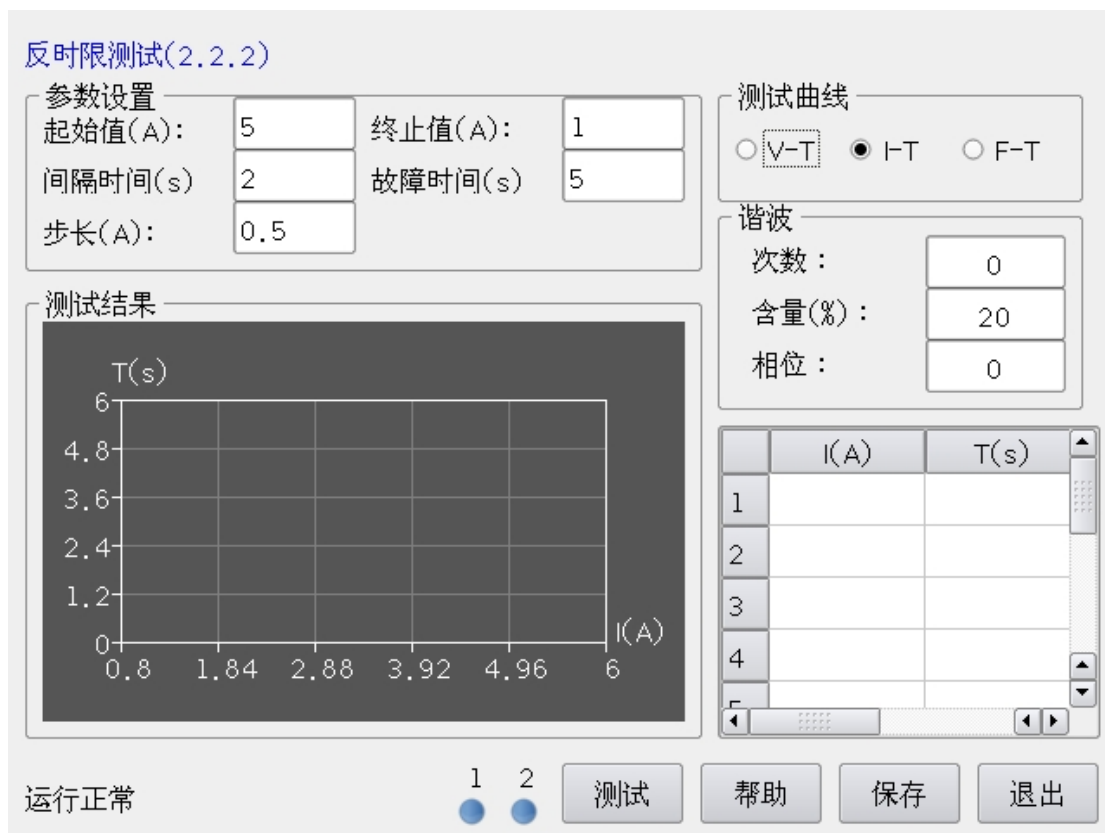 反时限测试(2.2.2)
参数设置
起始值(A): 5 终止值(A): 1
间隔时间(s) 2 故障时间(s) 5
步长(A): 0.5
测试曲线
V-T I-T F-T
谐波
次数： 0
含量(%)： 20
相位： 0
测试结果
T(s)
6
4.8
3.6
2.4
1.2
0
I(A)
0.8 1.84 2.88 3.92 4.96 6
I(A) T(s)
1
2
3
4
运行正常 1 2 测试 帮助 保存 退出